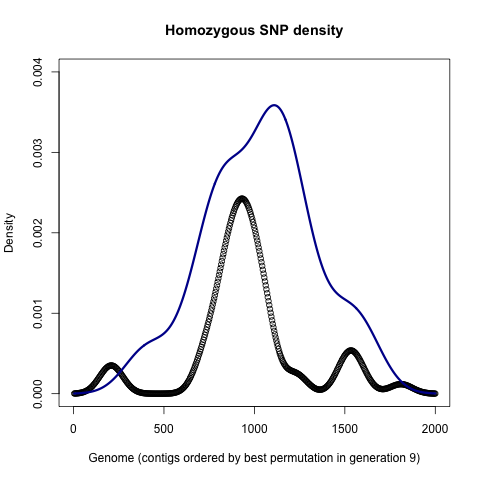 Homozygous SNP density
0.004
0.003
0.002
0.001
0.000
Density
0 500 1000 1500 2000
Genome (contigs ordered by best permutation in generation 9)